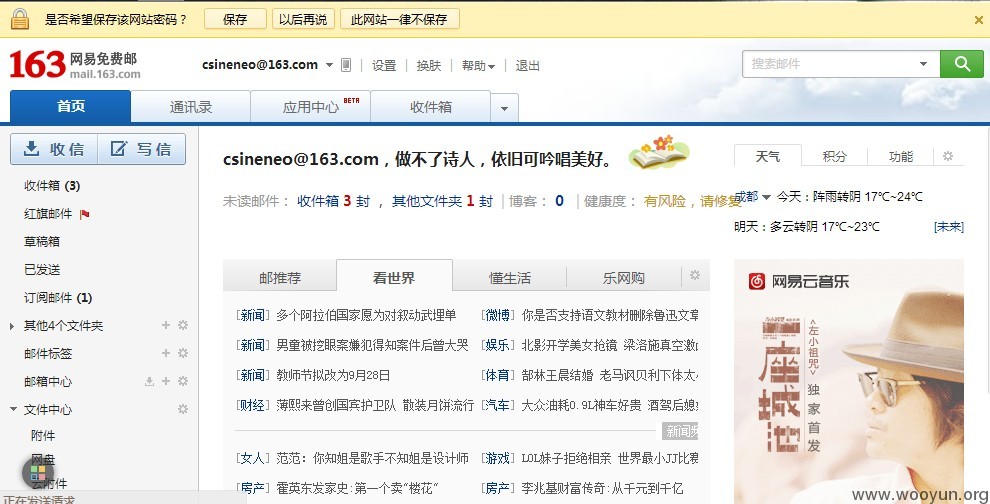 是否希望保存该网站密码？ 保存 以后再说 此网站一律不保存
163 网易免费邮
mail.163.com
csineneo@163.com 设置 换肤 帮助 退出
搜索邮件
首页 通讯录 应用中心 BETA 收件箱
收信 写信
收件箱 (3)
红旗邮件
草稿箱
已发送
订阅邮件 (1)
其他4个文件夹
邮件标签
邮箱中心
文件中心
附件
网盘
云附件
正在发送请求
csineneo@163.com，做不了诗人，依旧可吟唱美好。
未读邮件： 收件箱 3 封 ， 其他文件夹 1 封 博客： 0 健康度： 有风险，请修复
邮推荐 看世界 懂生活 乐网购
[新闻] 多个阿拉伯国家愿为对叙动武埋单
[微博] 你是否支持语文教材删除鲁迅文章
[新闻] 男童被挖眼案嫌犯得知案件后曾大哭
[娱乐] 北影开学美女抢镜 梁洛施真空激
[新闻] 教师节拟改为9月28日
[体育] 郜林王晨结婚 老马讽贝利下体太
[财经] 薄熙来曾创国宾护卫队 散装月饼流行
[汽车] 大众油耗0.9L神车好贵 酒驾后媳
新闻频
[女人] 范范：你知姐是歌手不知姐是设计师
[游戏] LOL妹子拒绝相亲 世界最小JJ比赛
[房产] 霍英东发家史：第一个卖“楼花”
[房产] 李兆基财富传奇：从千元到千亿
天气 积分 功能
成都 今天：阵雨转阴 17℃~24℃
明天：多云转阴 17℃~23℃ [未来]
网易云音乐
一座城池
<左小祖咒>
独家首发
www.wooyun.org